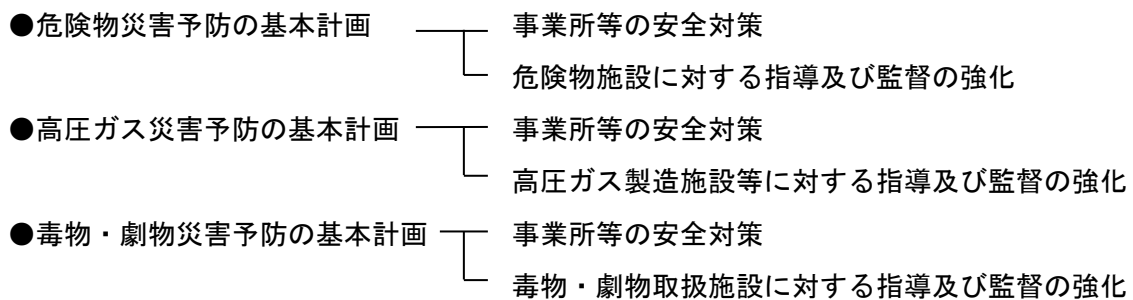 ●危険物災害予防の基本計画 事業所等の安全対策
危険物施設に対する指導及び監督の強化
●高圧ガス災害予防の基本計画 事業所等の安全対策
高圧ガス製造施設等に対する指導及び監督の強化
●毒物・劇物災害予防の基本計画 事業所等の安全対策
毒物・劇物取扱施設に対する指導及び監督の強化